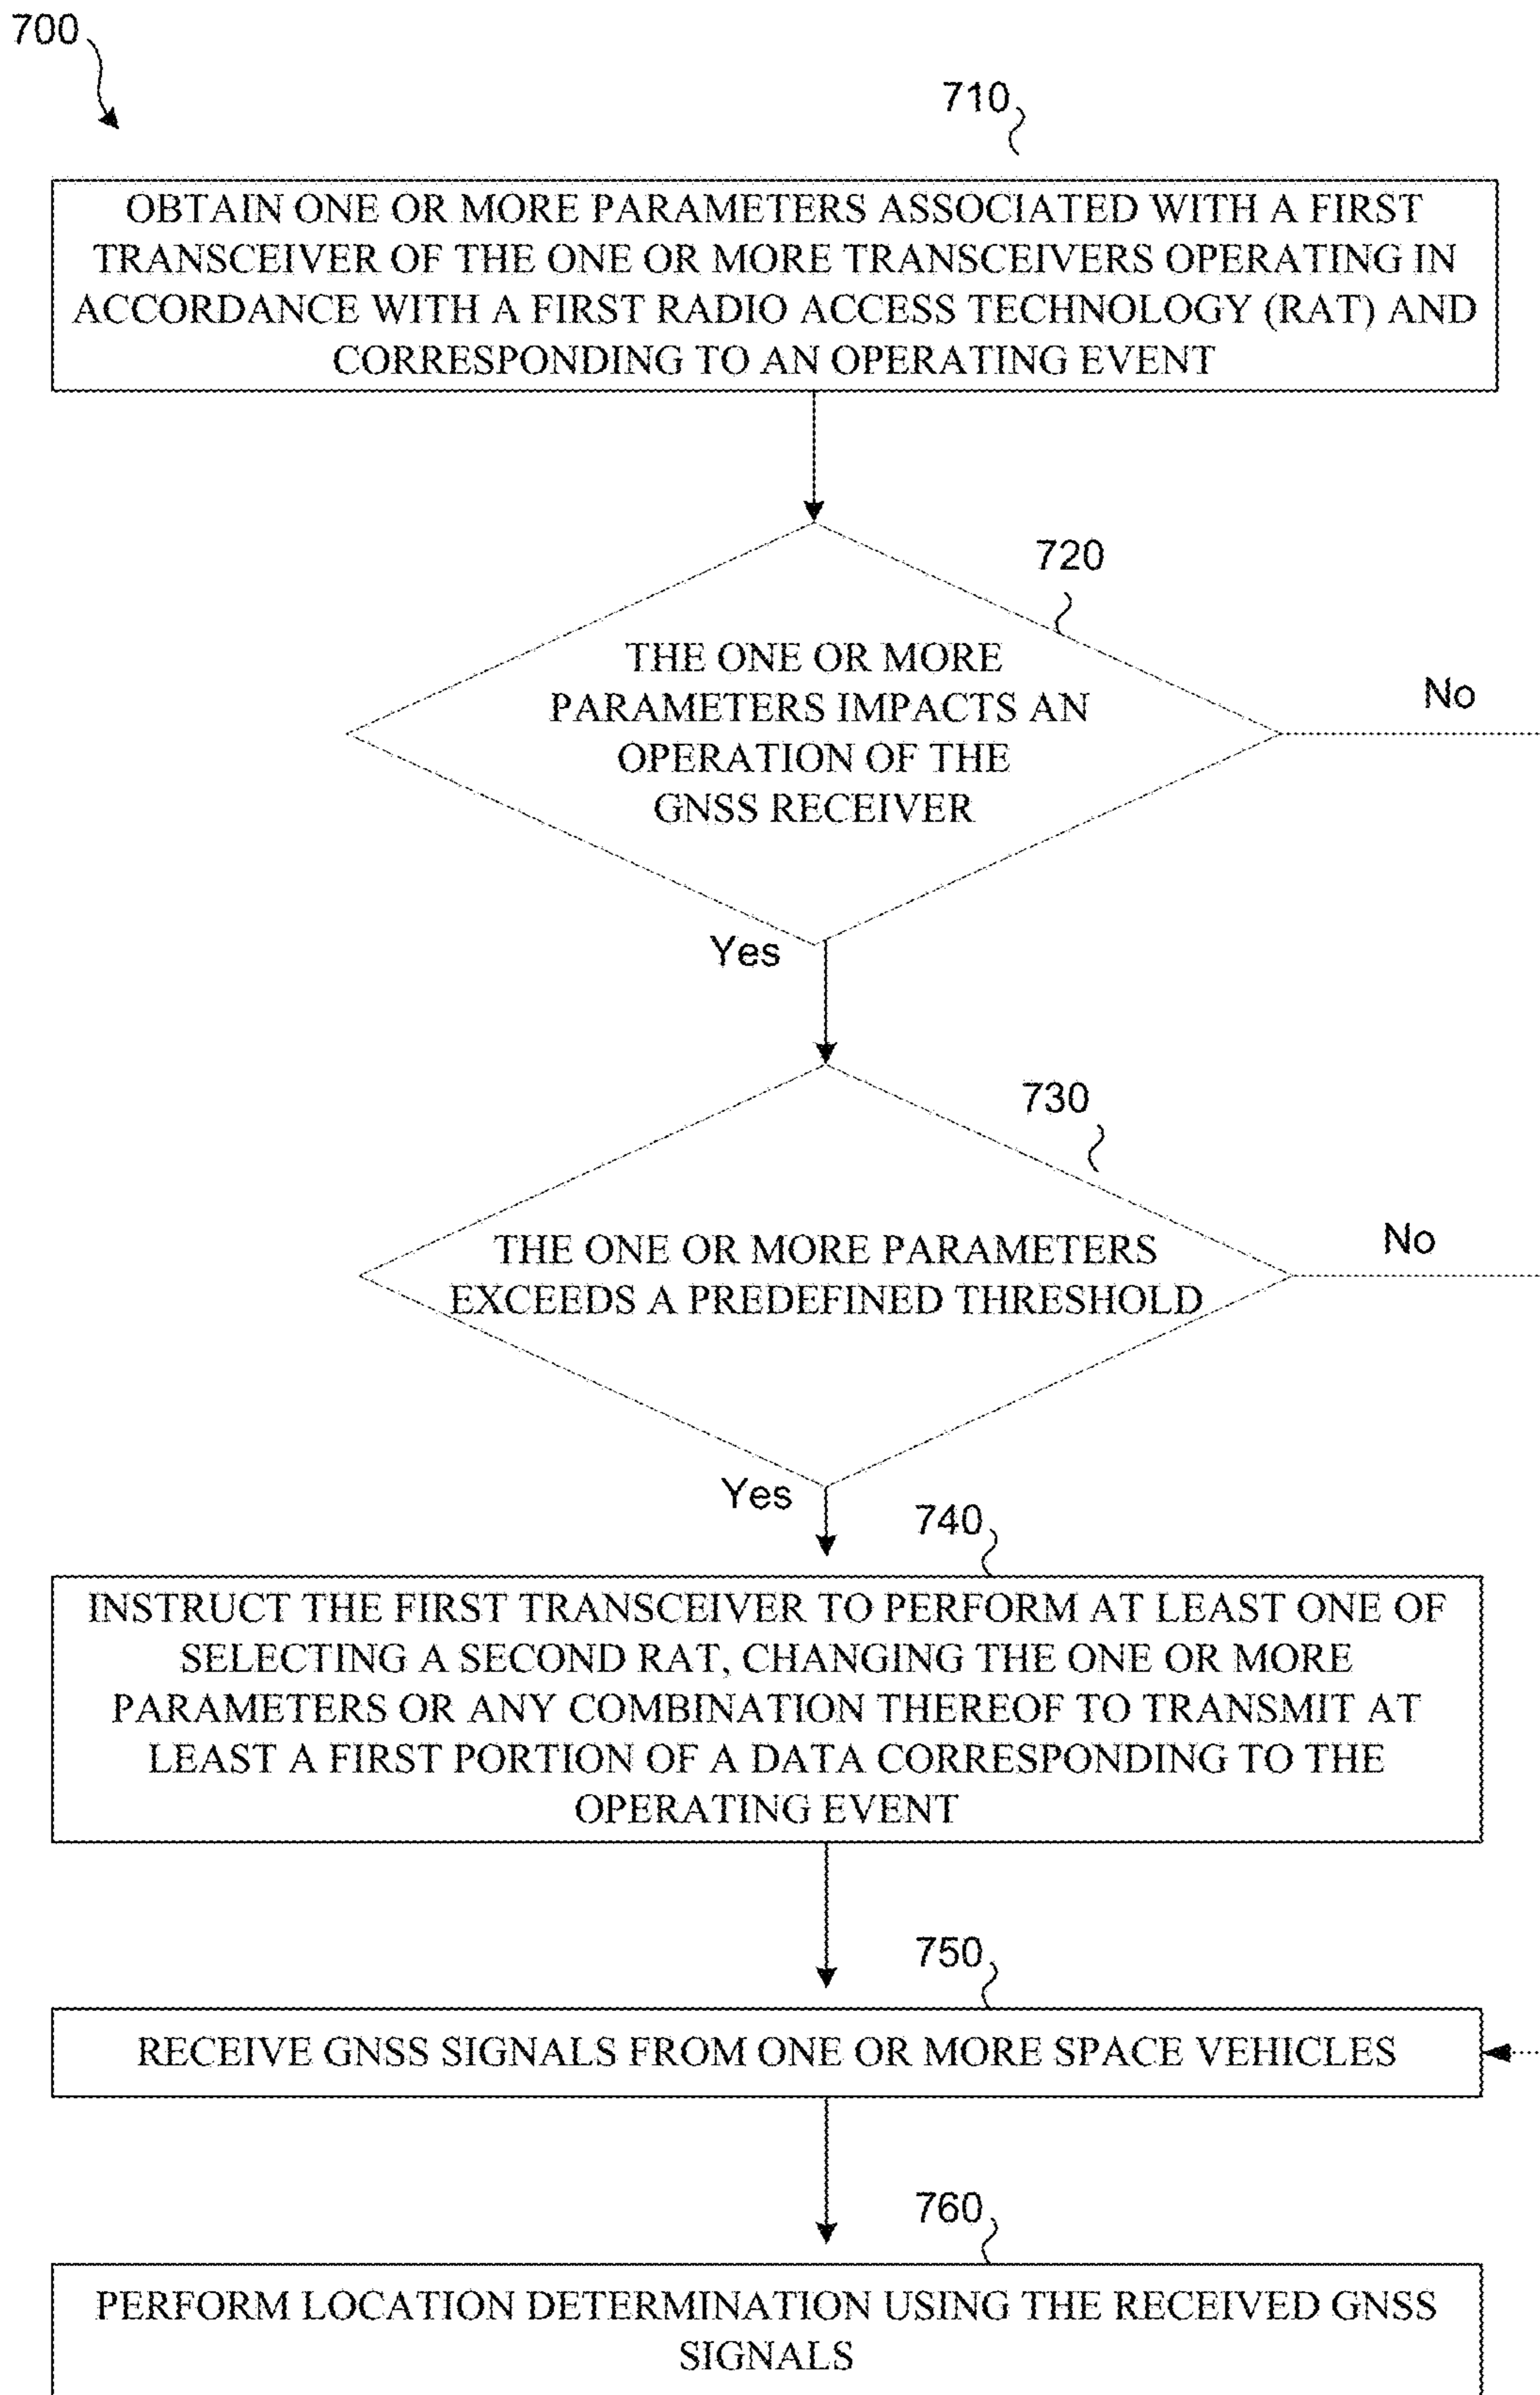 700
710
OBTAIN ONE OR MORE PARAMETERS ASSOCIATED WITH A FIRST
TRANSCEIVER OF THE ONE OR MORE TRANSCEIVERS OPERATING IN
ACCORDANCE WITH A FIRST RADIO ACCESS TECHNOLOGY (RAT) AND
CORRESPONDING TO AN OPERATING EVENT
720
THE ONE OR MORE
PARAMETERS IMPACTS AN
OPERATION OF THE
GNSS RECEIVER
No
Yes
730
THE ONE OR MORE PARAMETERS
EXCEEDS A PREDEFINED THRESHOLD
No
Yes
740
INSTRUCT THE FIRST TRANSCEIVER TO PERFORM AT LEAST ONE OF
SELECTING A SECOND RAT, CHANGING THE ONE OR MORE
PARAMETERS OR ANY COMBINATION THEREOF TO TRANSMIT AT
LEAST A FIRST PORTION OF A DATA CORRESPONDING TO THE
OPERATING EVENT
750
RECEIVE GNSS SIGNALS FROM ONE OR MORE SPACE VEHICLES
760
PERFORM LOCATION DETERMINATION USING THE RECEIVED GNSS
SIGNALS